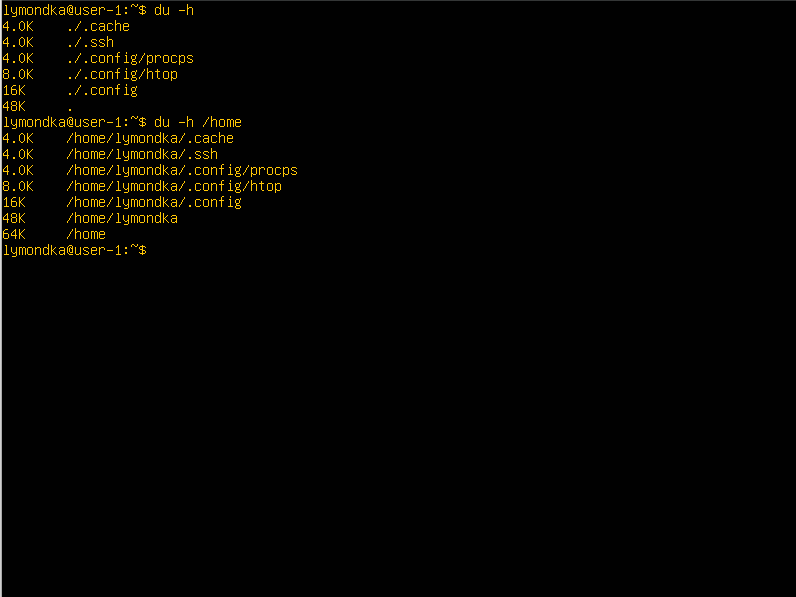 lymondka@user-1:~$ du -h
4.0K    ./.cache
4.0K    ./.ssh
4.0K    ./.config/procps
8.0K    ./.config/htop
16K     ./.config
48K     .
lymondka@user-1:~$ du -h /home
4.0K    /home/lymondka/.cache
4.0K    /home/lymondka/.ssh
4.0K    /home/lymondka/.config/procps
8.0K    /home/lymondka/.config/htop
16K     /home/lymondka/.config
48K     /home/lymondka
64K     /home
lymondka@user-1:~$